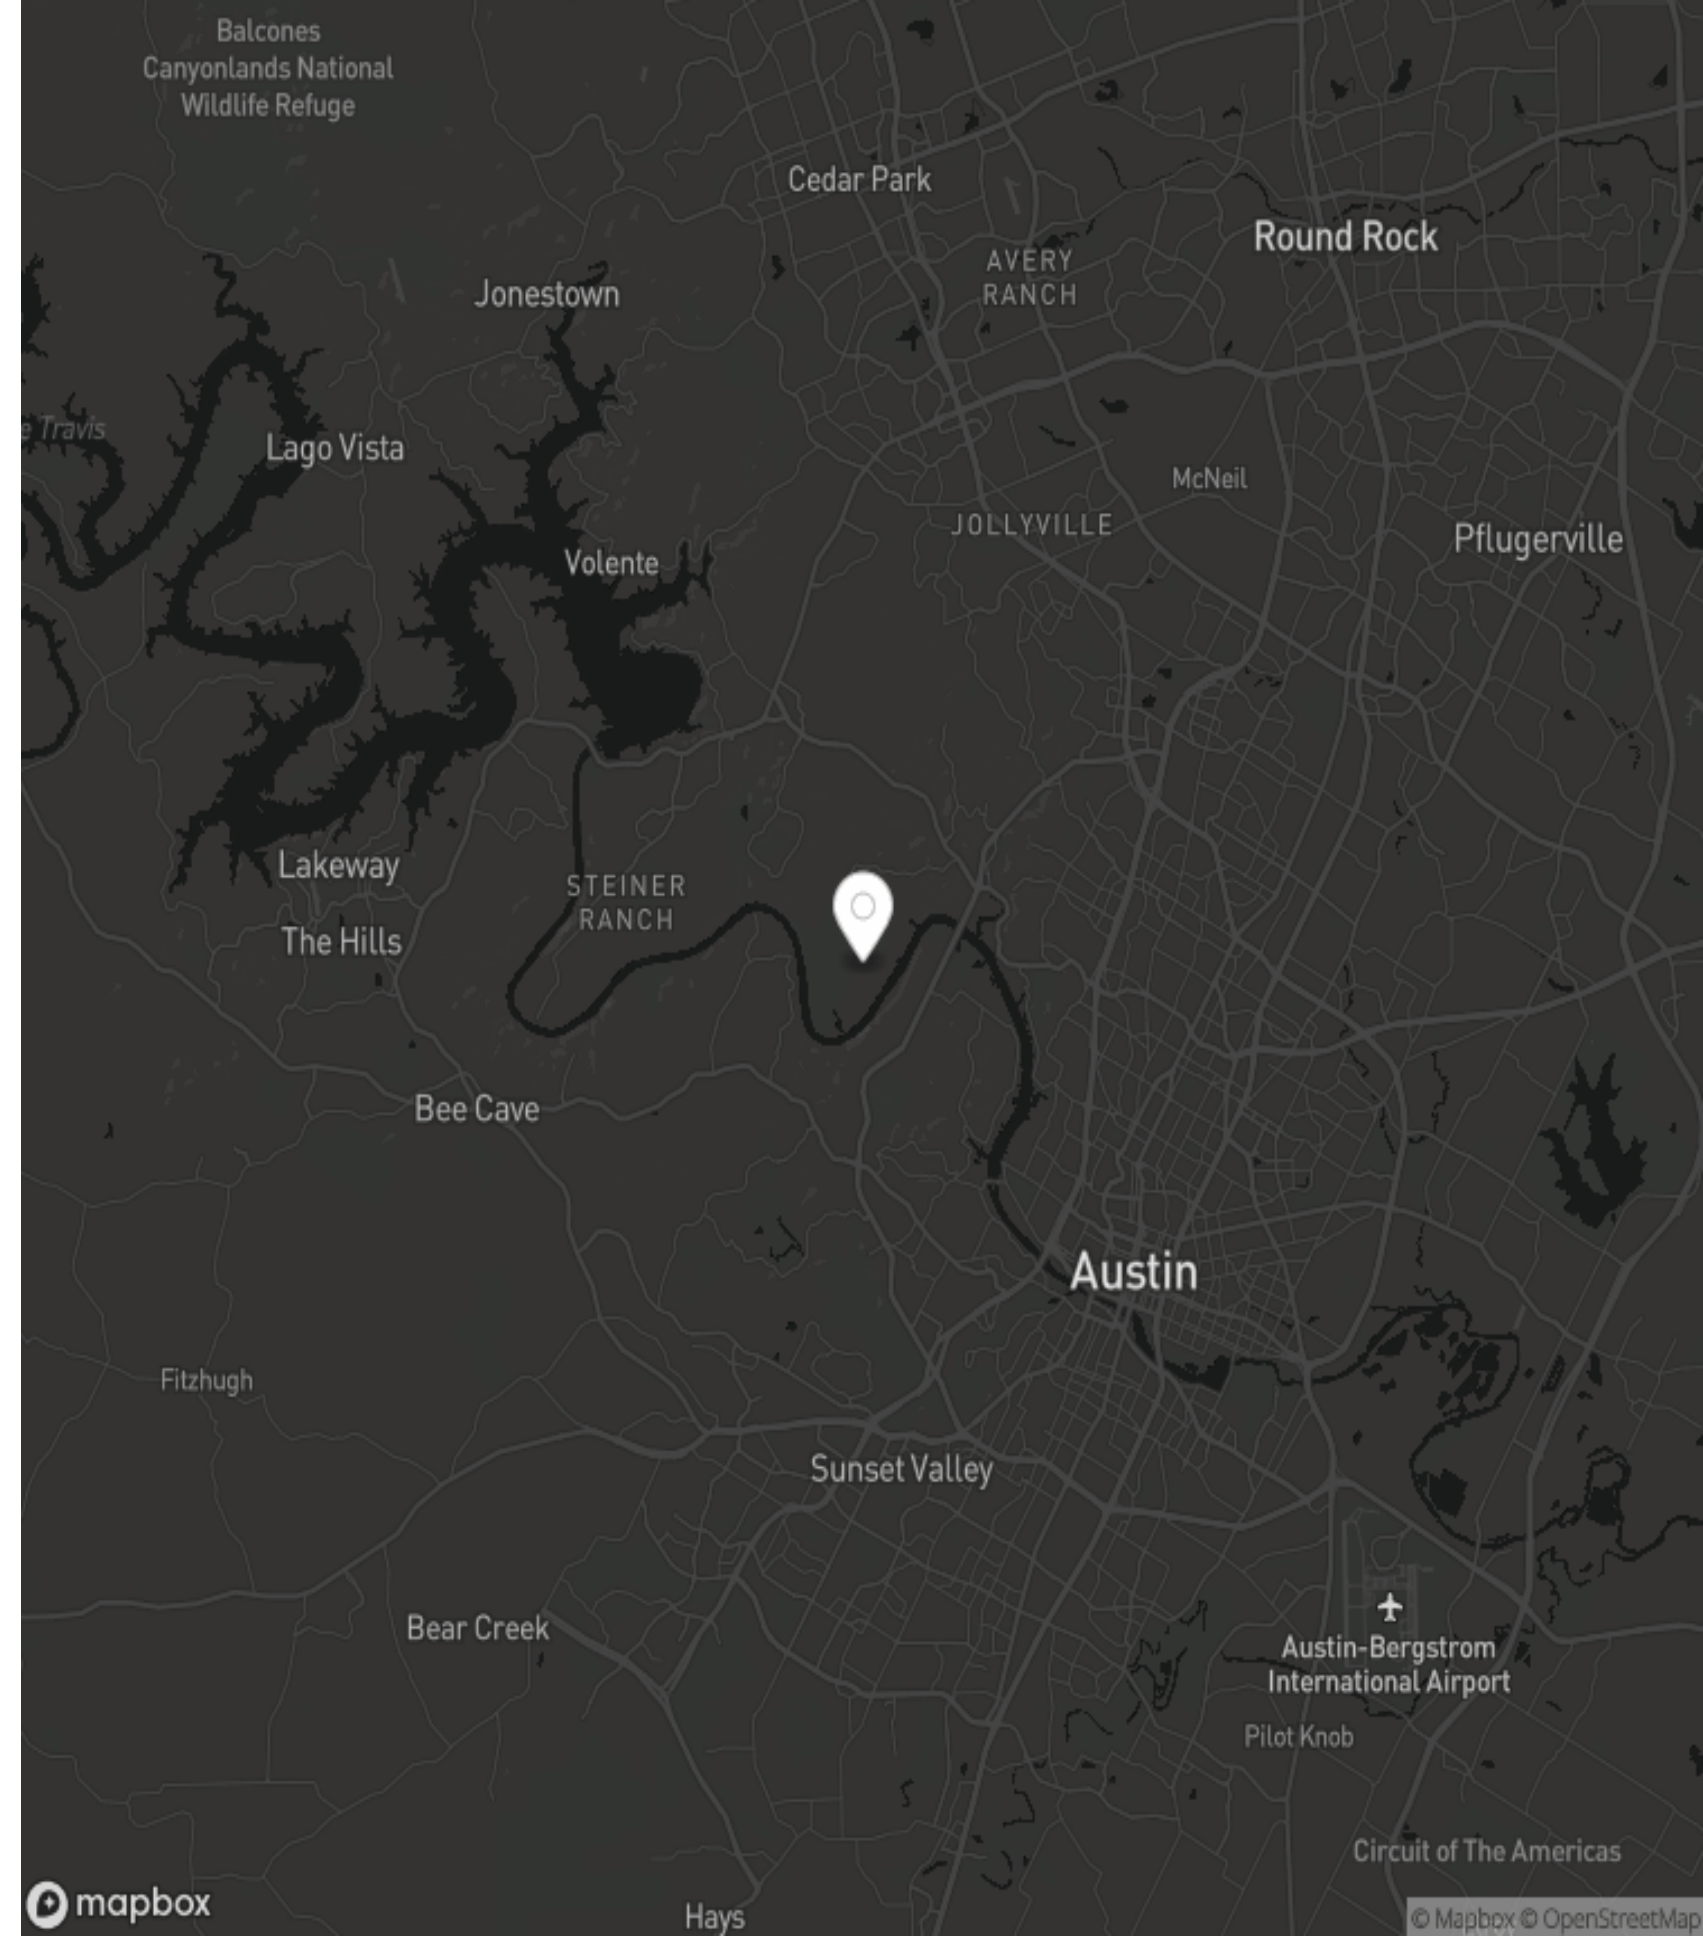 Balcones
Canyonlands National
Wildlife Refuge
Cedar Park
Round Rock
AVERY
RANCH
Jonestown
e Travis
Lago Vista
McNeil
JOLLYVILLE
Pflugerville
Volente
Lakeway
STEINER
RANCH
The Hills
Bee Cave
Austin
Fitzhugh
Sunset Valley
Bear Creek
Austin-Bergstrom
International Airport
Pilot Knob
Circuit of The Americas
mapbox
Hays
© Mapbox © OpenStreetMap